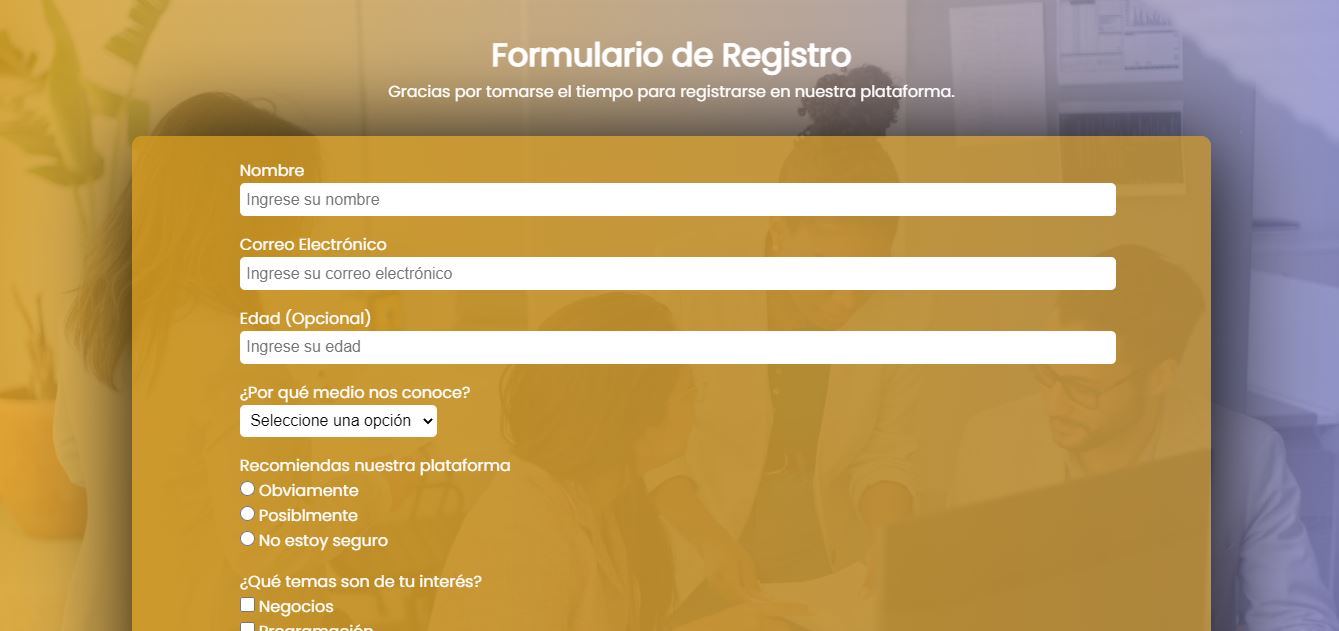 Formulario de Registro
Gracias por tomarse el tiempo para registrarse en nuestra plataforma.
Nombre
Ingrese su nombre
Correo Electrónico
Ingrese su correo electrónico
Edad (Opcional)
Ingrese su edad
¿Por qué medio nos conoce?
Seleccione una opción
Recomiendas nuestra plataforma
Obviamente
Posiblmente
No estoy seguro
¿Qué temas son de tu interés?
Negocios
Programación